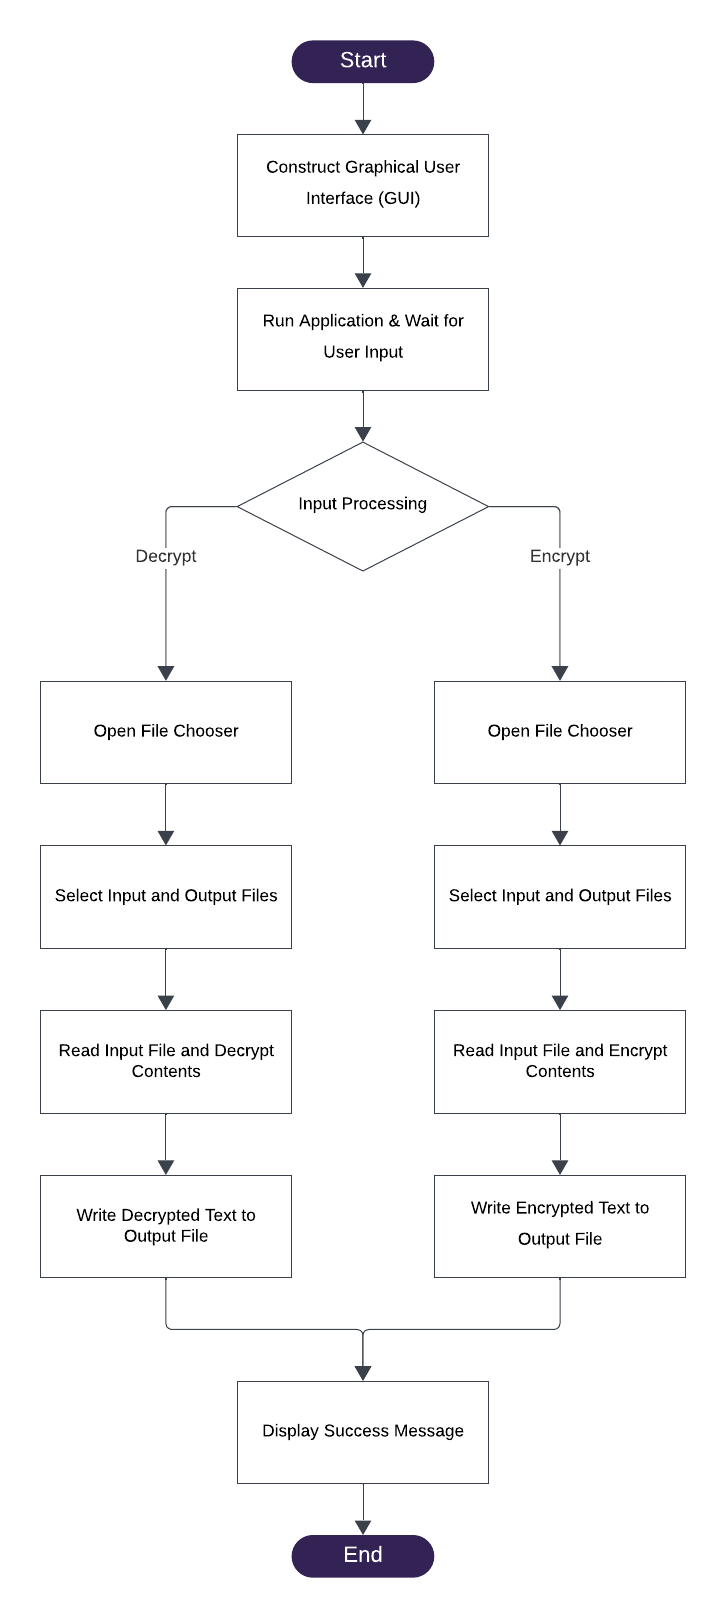 Start
Construct Graphical User
Interface (GUI)
Run Application & Wait for
User Input
Input Processing
Decrypt
Encrypt
Open File Chooser
Open File Chooser
Select Input and Output Files
Select Input and Output Files
Read Input File and Decrypt
Contents
Read Input File and Encrypt
Contents
Write Decrypted Text to
Output File
Write Encrypted Text to
Output File
Display Success Message
End